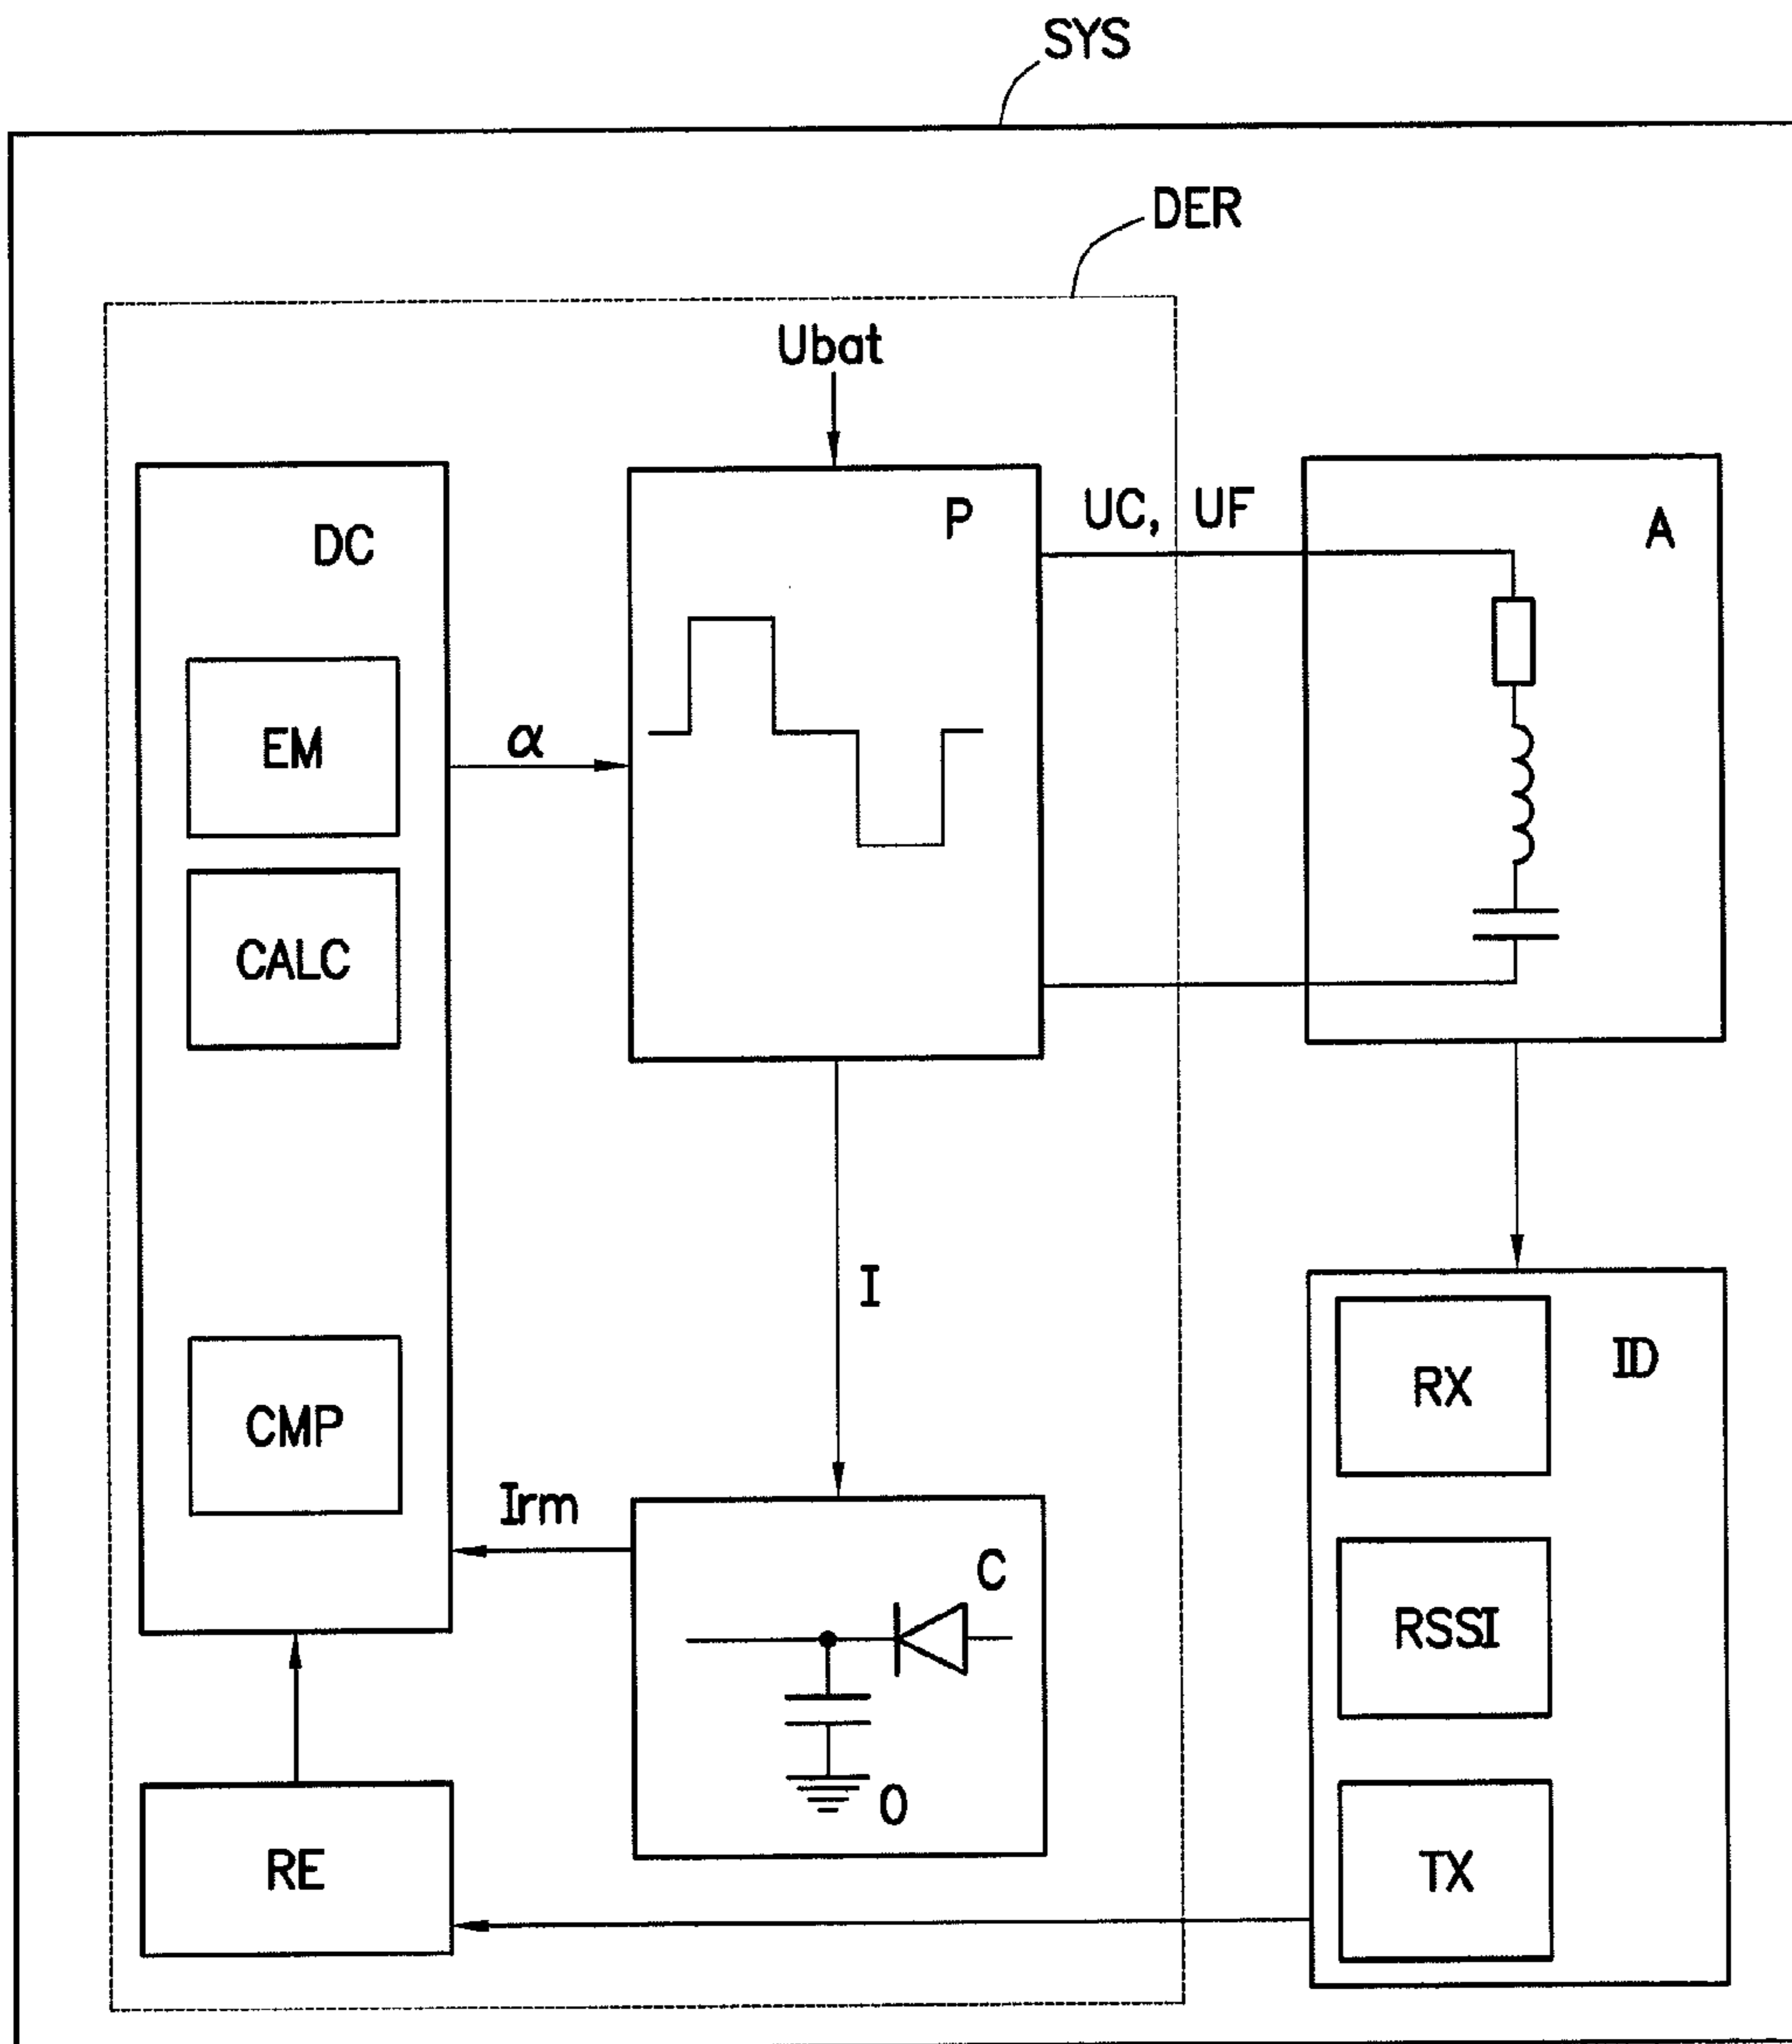 SYS
DER
Ubat
DC
P
UC, UF
A
EM
α
CALC
I
ID
RX
CMP
Irm
C
RSSI
0
RE
TX